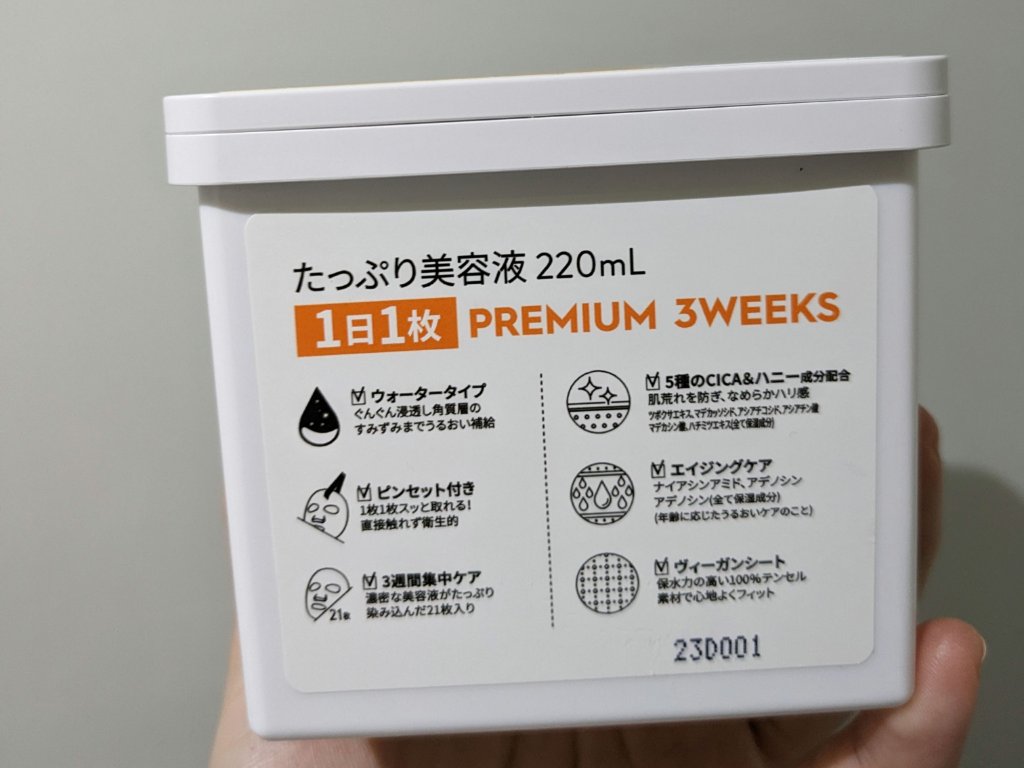 たっぷり美容液 220mL
1日1枚 PREMIUM 3WEEKS
ウォータータイプ
ぐんぐん浸透し角質層の
すみずみまでうるおい補給
ピンセット付き
1枚1枚スッと取れる!
直接触れず衛生的
21枚
3週間集中ケア
濃密な美容液がたっぷり
染み込んだ21枚入り
5種のCICA&ハニー成分配合
肌荒れを防ぎ、なめらかハリ感
ツボクサエキス、マデカッソシド、アシアチコシド、アシアチン酸
マデカシン酸、ハチミツエキス(全て保湿成分)
エイジングケア
ナイアシンアミド、アデノシン
アデノシン(全て保湿成分)
(年齢に応じたうるおいケアのこと)
ヴィーガンシート
保水力の高い100%テンセル
素材で心地よくフィット
23D001